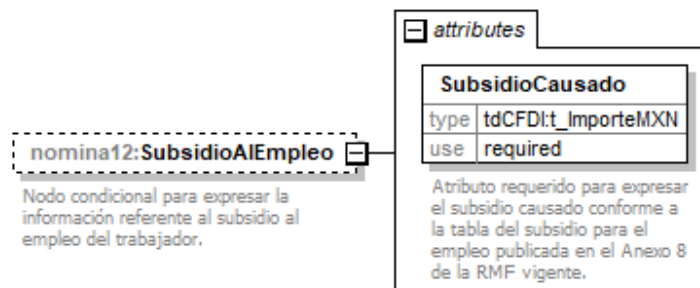 attributes
SubsidioCausado
type tdCFDI:t_ImporteMXN
use required
Atributo requerido para expresar
el subsidio causado conforme a
la tabla del subsidio para el
empleo publicada en el Anexo 8
de la RMF vigente.
nomina12:SubsidioAlEmpleo
Nodo condicional para expresar la
información referente al subsidio al
empleo del trabajador.